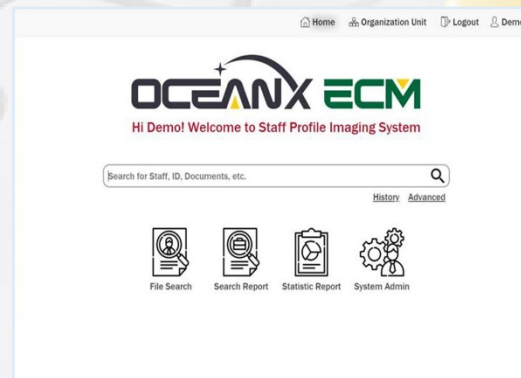 Home Organization Unit Logout Demo
OCEANX ECM
Hi Demo! Welcome to Staff Profile Imaging System
Search for Staff, ID, Documents, etc.
History Advanced
File Search Search Report Statistic Report System Admin